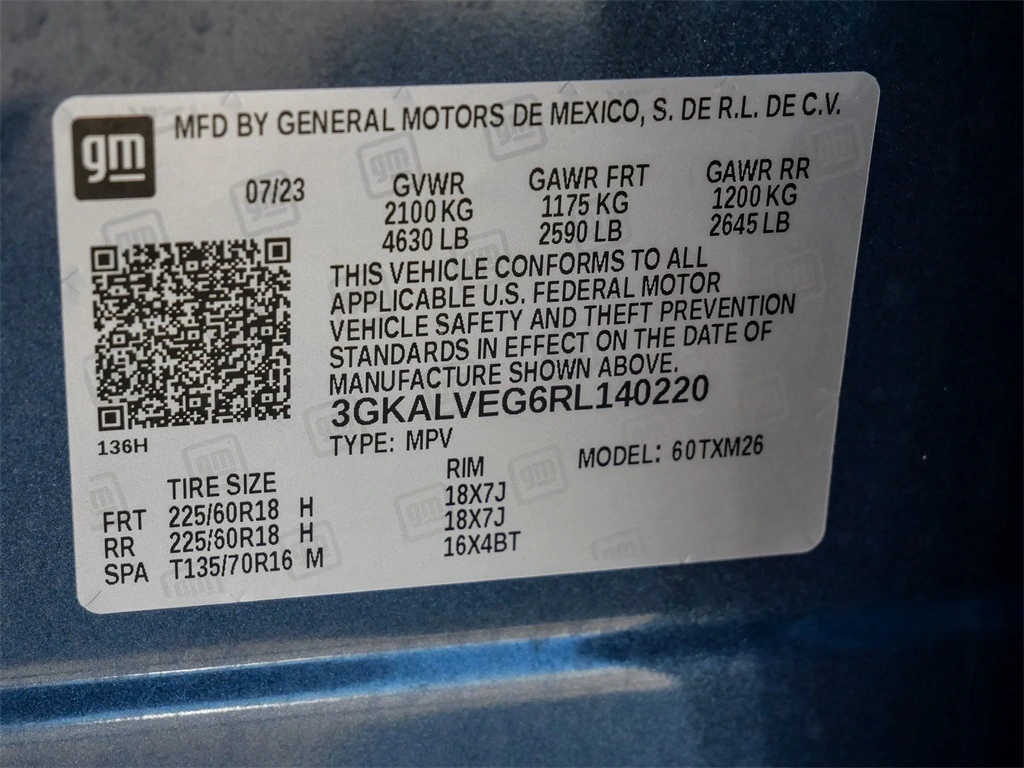 gm
MFD BY GENERAL MOTORS DE MEXICO, S. DE R.L. DE C.V.
07/23 GVWR GAWR FRT GAWR RR
2100 KG 1175 KG 1200 KG
4630 LB 2590 LB 2645 LB
THIS VEHICLE CONFORMS TO ALL
APPLICABLE U.S. FEDERAL MOTOR
VEHICLE SAFETY AND THEFT PREVENTION
STANDARDS IN EFFECT ON THE DATE OF
MANUFACTURE SHOWN ABOVE.
3GKALVEG6RL140220
136H
TYPE: MPV
MODEL: 60TXM26
TIRE SIZE RIM
FRT 225/60R18 H 18X7J
RR 225/60R18 H 18X7J
SPA T135/70R16 M 16X4BT